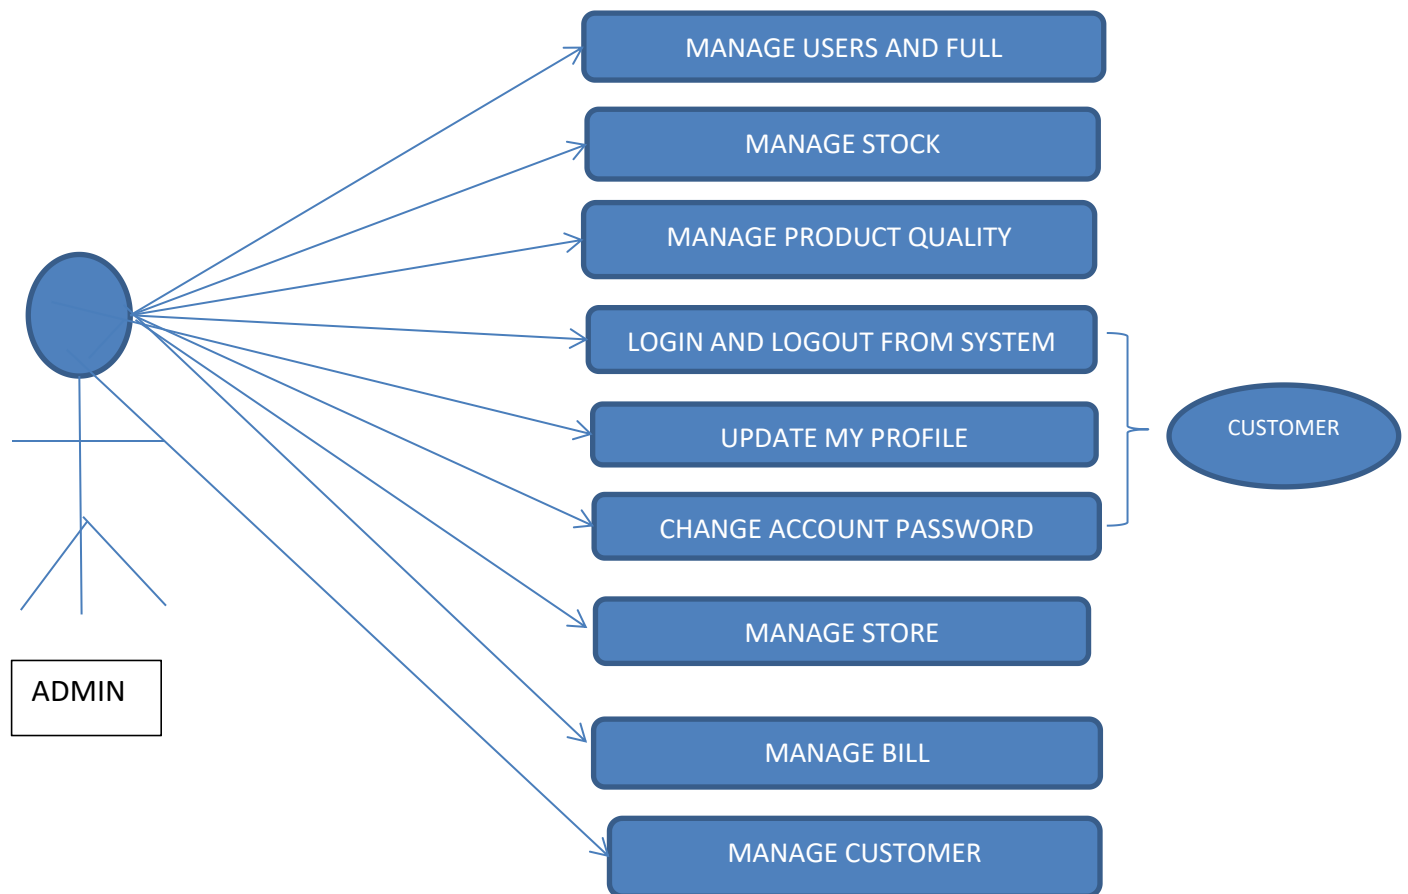 MANAGE USERS AND FULL
MANAGE STOCK
MANAGE PRODUCT QUALITY
LOGIN AND LOGOUT FROM SYSTEM
UPDATE MY PROFILE
CUSTOMER
CHANGE ACCOUNT PASSWORD
MANAGE STORE
ADMIN
MANAGE BILL
MANAGE CUSTOMER